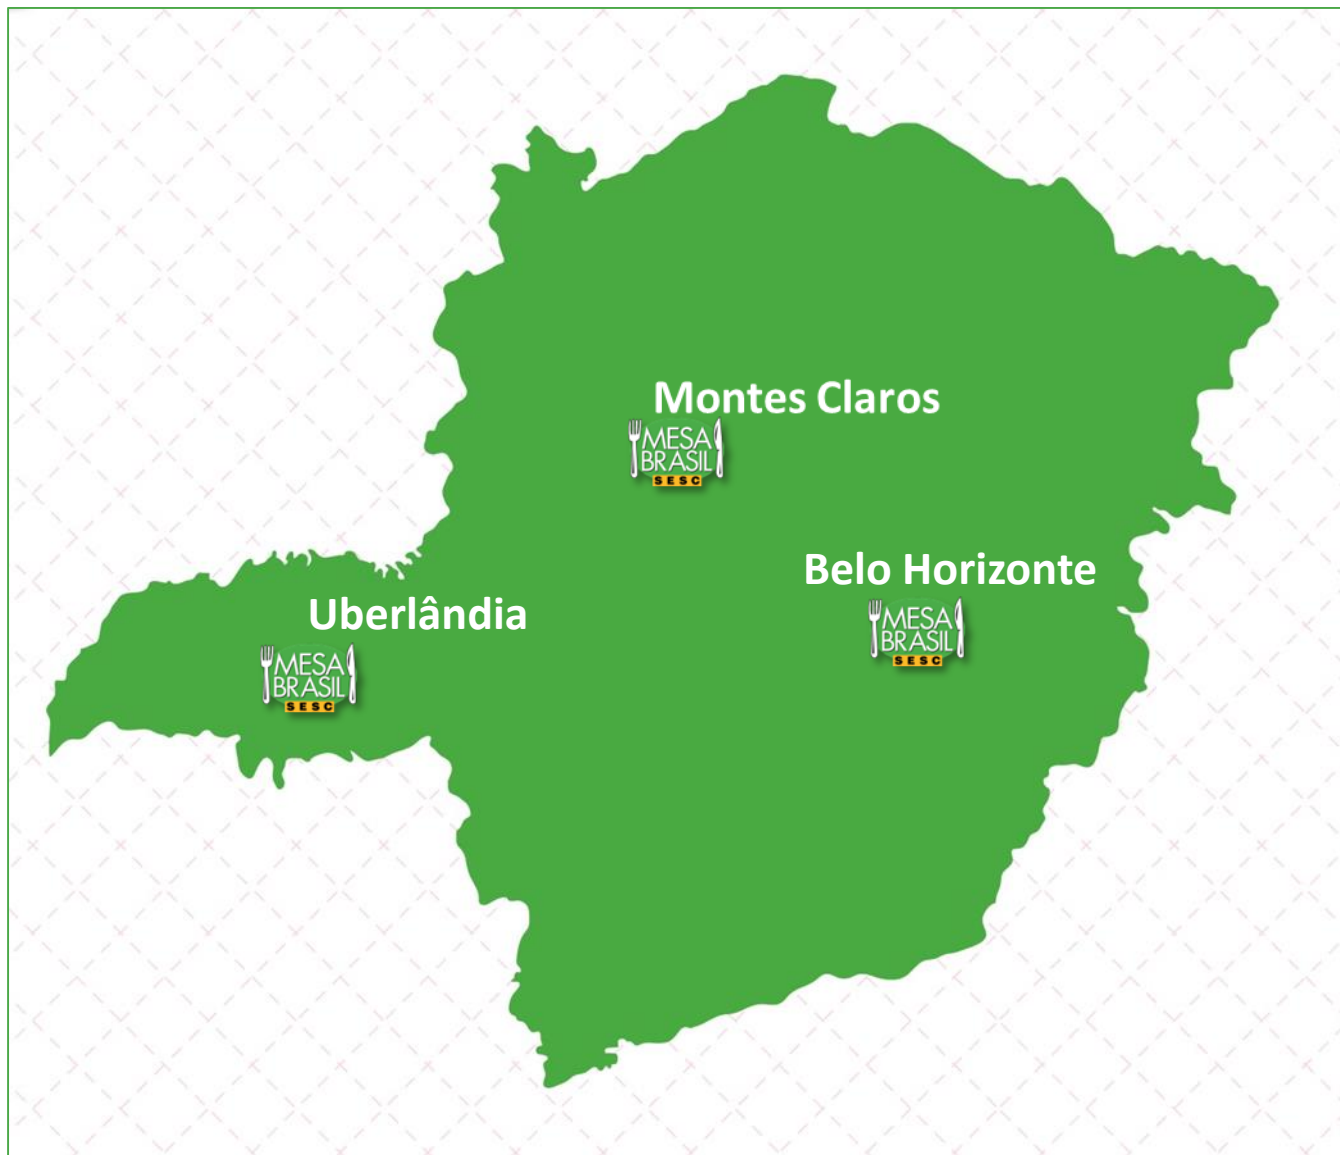 Montes Claros
MESA
BRASIL
SESC
Belo Horizonte
MESA
BRASIL
SESC
Uberlândia
MESA
BRASIL
SESC